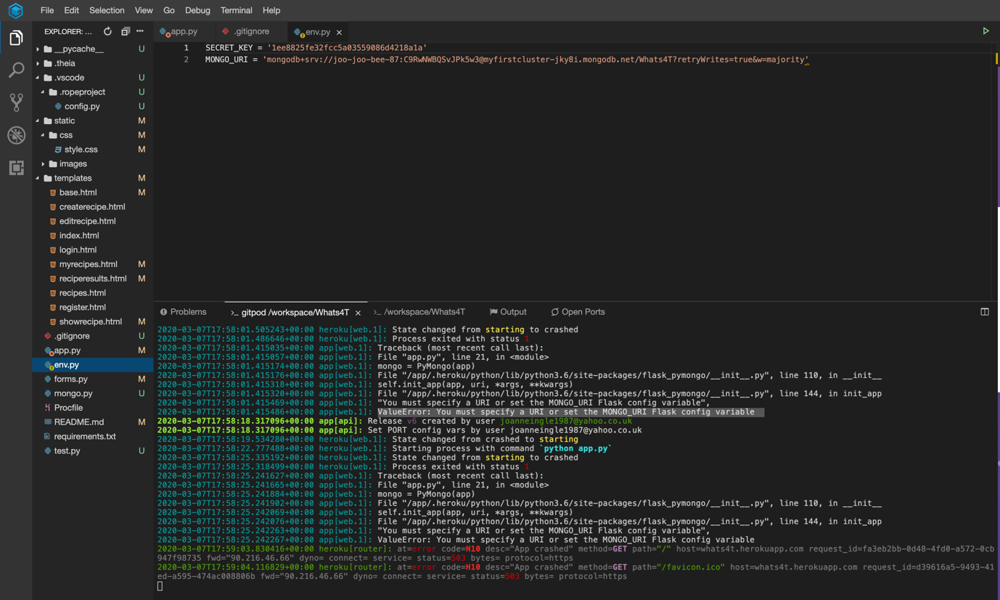 File Edit Selection View Go Debug Terminal Help
EXPLORER: ...
__pycache__ U
.theia
.vscode U
.ropeproject U
config.py U
static M
css M
style.css M
images
templates M
base.html M
createrecipe.html
editrecipe.html
index.html
login.html
myrecipes.html M
reciperesults.html M
recipes.html
register.html
showrecipe.html M
.gitignore U
app.py M
env.py
forms.py M
mongo.py U
Procfile
README.md M
requirements.txt
test.py U
app.py .gitignore env.py ×
1 SECRET_KEY = '1ee8825fe32fcc5a03559086d4218a1a'
2 MONGO_URI = 'mongodb+srv://joo-joo-bee-87:C9RwNWBQSvJPk5w3@myfirstcluster-jky8i.mongodb.net/Whats4T?retryWrites=true&w=majority'
Problems >_ gitpod /workspace/Whats4T × >_ /workspace/Whats4T Output Open Ports
2020-03-07T17:58:01.505243+00:00 heroku[web.1]: State changed from starting to crashed
2020-03-07T17:58:01.486646+00:00 heroku[web.1]: Process exited with status 1
2020-03-07T17:58:01.415035+00:00 app[web.1]: Traceback (most recent call last):
2020-03-07T17:58:01.415057+00:00 app[web.1]: File "app.py", line 21, in <module>
2020-03-07T17:58:01.415174+00:00 app[web.1]: mongo = PyMongo(app)
2020-03-07T17:58:01.415176+00:00 app[web.1]: File "/app/.heroku/python/lib/python3.6/site-packages/flask_pymongo/__init__.py", line 110, in __init__
2020-03-07T17:58:01.415318+00:00 app[web.1]: self.init_app(app, uri, *args, **kwargs)
2020-03-07T17:58:01.415320+00:00 app[web.1]: File "/app/.heroku/python/lib/python3.6/site-packages/flask_pymongo/__init__.py", line 144, in init_app
2020-03-07T17:58:01.415469+00:00 app[web.1]: "You must specify a URI or set the MONGO_URI Flask config variable",
2020-03-07T17:58:01.415486+00:00 app[web.1]: ValueError: You must specify a URI or set the MONGO_URI Flask config variable
2020-03-07T17:58:18.317096+00:00 app[api]: Release v6 created by user joanneingle1987@yahoo.co.uk
2020-03-07T17:58:18.317096+00:00 app[api]: Set PORT config vars by user joanneingle1987@yahoo.co.uk
2020-03-07T17:58:19.534280+00:00 heroku[web.1]: State changed from crashed to starting
2020-03-07T17:58:22.777488+00:00 heroku[web.1]: Starting process with command `python app.py`
2020-03-07T17:58:25.335192+00:00 heroku[web.1]: State changed from starting to crashed
2020-03-07T17:58:25.318499+00:00 heroku[web.1]: Process exited with status 1
2020-03-07T17:58:25.241627+00:00 app[web.1]: Traceback (most recent call last):
2020-03-07T17:58:25.241665+00:00 app[web.1]: File "app.py", line 21, in <module>
2020-03-07T17:58:25.241884+00:00 app[web.1]: mongo = PyMongo(app)
2020-03-07T17:58:25.241902+00:00 app[web.1]: File "/app/.heroku/python/lib/python3.6/site-packages/flask_pymongo/__init__.py", line 110, in __init__
2020-03-07T17:58:25.242069+00:00 app[web.1]: self.init_app(app, uri, *args, **kwargs)
2020-03-07T17:58:25.242076+00:00 app[web.1]: File "/app/.heroku/python/lib/python3.6/site-packages/flask_pymongo/__init__.py", line 144, in init_app
2020-03-07T17:58:25.242263+00:00 app[web.1]: "You must specify a URI or set the MONGO_URI Flask config variable",
2020-03-07T17:58:25.242267+00:00 app[web.1]: ValueError: You must specify a URI or set the MONGO_URI Flask config variable
2020-03-07T17:59:03.830416+00:00 heroku[router]: at=error code=H10 desc="App crashed" method=GET path="/" host=whats4t.herokuapp.com request_id=fa3eb2bb-0d48-4fd0-a572-0cb
947f98735 fwd="90.216.46.66" dyno= connect= service= status=503 bytes= protocol=https
2020-03-07T17:59:04.116829+00:00 heroku[router]: at=error code=H10 desc="App crashed" method=GET path="/favicon.ico" host=whats4t.herokuapp.com request_id=d39616a5-9493-41
ed-a595-474ac008806b fwd="90.216.46.66" dyno= connect= service= status=503 bytes= protocol=https